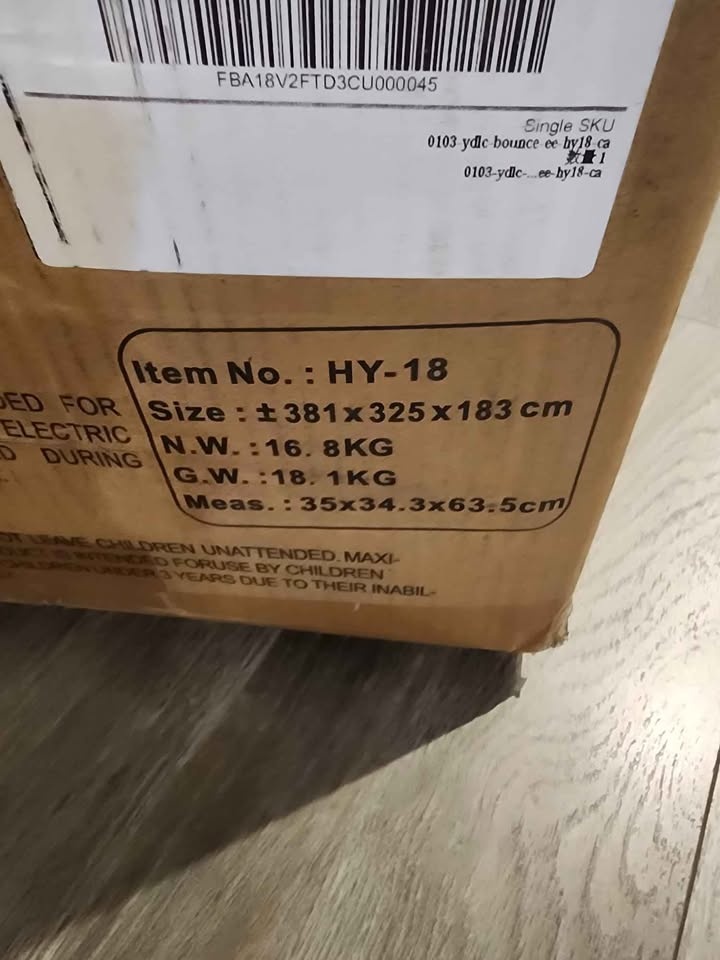 FBA18V2FTD3CU000045
Single SKU
0103-ydlc-bounce-ee-hy18-ca
数量 1
0103-ydlc-...ee-hy18-ca
Item No. : HY-18
Size : ±381x325x183 cm
N.W. :16. 8KG
G.W. :18. 1KG
Meas. : 35x34.3x63.5cm
FOR
ELECTRIC
DURING
LEAVE CHILDREN UNATTENDED. MAXI-
IS INTENDED FORUSE BY CHILDREN
CHILDREN UNDER 3 YEARS DUE TO THEIR INABIL-